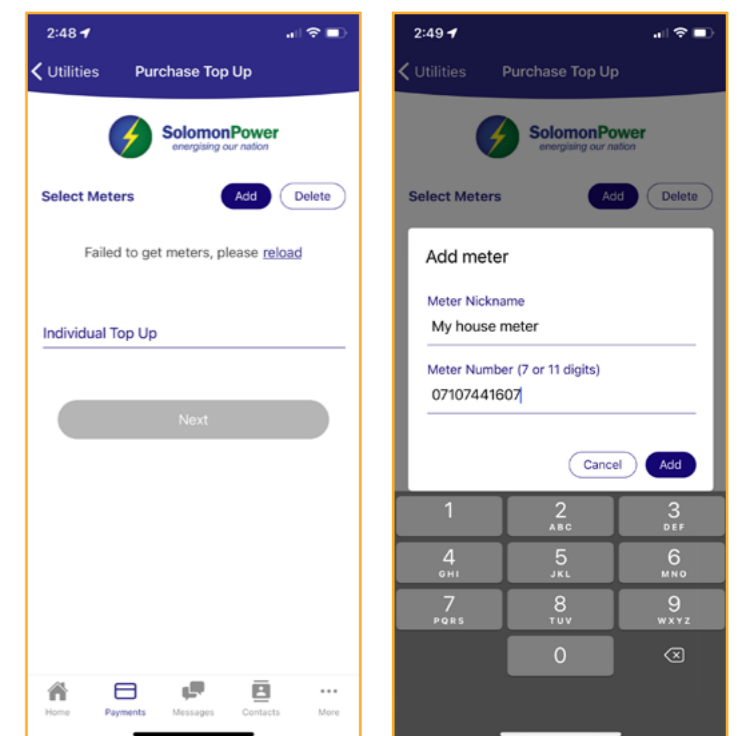 2:48
Utilities Purchase Top Up
SolomonPower
energising our nation
Select Meters Add Delete
Failed to get meters, please reload
Individual Top Up
Next
Home Payments Messages Contacts More
2:49
Utilities Purchase Top Up
SolomonPower
energising our nation
Select Meters Add Delete
Add meter
Meter Nickname
My house meter
Meter Number (7 or 11 digits)
07107441607
Cancel Add
1 2 3
ABC DEF
4 5 6
GHI JKL MNO
7 8 9
PQRS TUV WXYZ
0